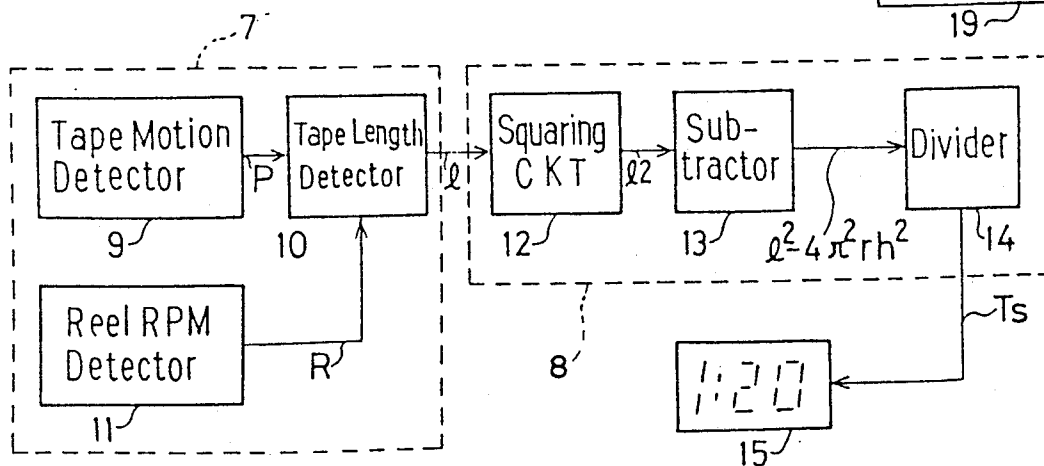 19
7
Tape Motion
Detector
P
9
Tape Length
Detector
10
ℓ
Reel RPM
Detector
R
11
Squaring
CKT
12
ℓ2
Sub-
tractor
13
ℓ²-4π²rh²
Divider
14
8
Ts
1:20
15